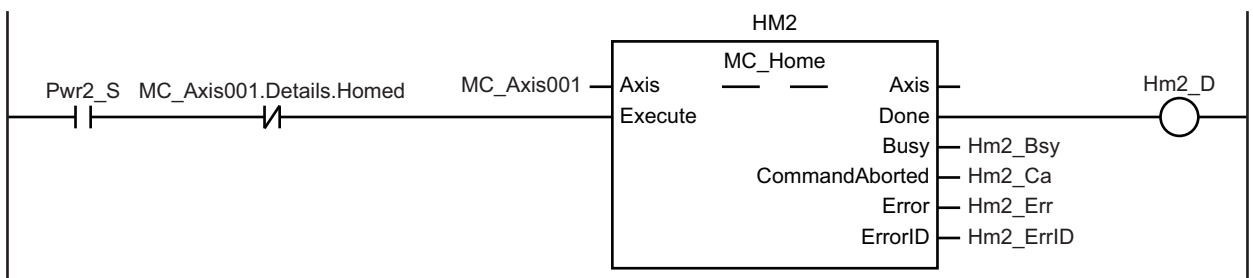 HM2
MC_Home
Pwr2_S MC_Axis001.Details.Homed MC_Axis001 Axis Axis Hm2_D
Execute Done
Busy Hm2_Bsy
CommandAborted Hm2_Ca
Error Hm2_Err
ErrorID Hm2_ErrID